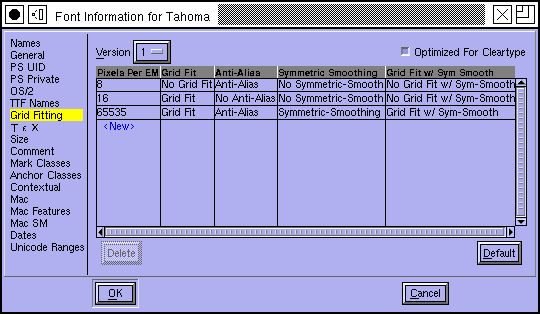 Font Information for Tahoma
Names
General
PS UID
PS Private
OS/2
TTF Names
Grid Fitting
Τ ε Χ
Size
Comment
Mark Classes
Anchor Classes
Contextual
Mac
Mac Features
Mac SM
Dates
Unicode Ranges
Version 1 Optimized For Cleartype
Pixels Per EM Grid Fit Anti-Alias Symmetric Smoothing Grid Fit w/ Sym Smooth
8 No Grid Fit Anti-Alias No Symmetric-Smooth No Grid Fit w/ Sym-Smooth
16 Grid Fit No Anti-Alias No Symmetric-Smooth No Grid Fit w/ Sym-Smooth
65535 Grid Fit Anti-Alias Symmetric-Smoothing Grid Fit w/ Sym-Smooth
<New>
Delete Default
OK Cancel